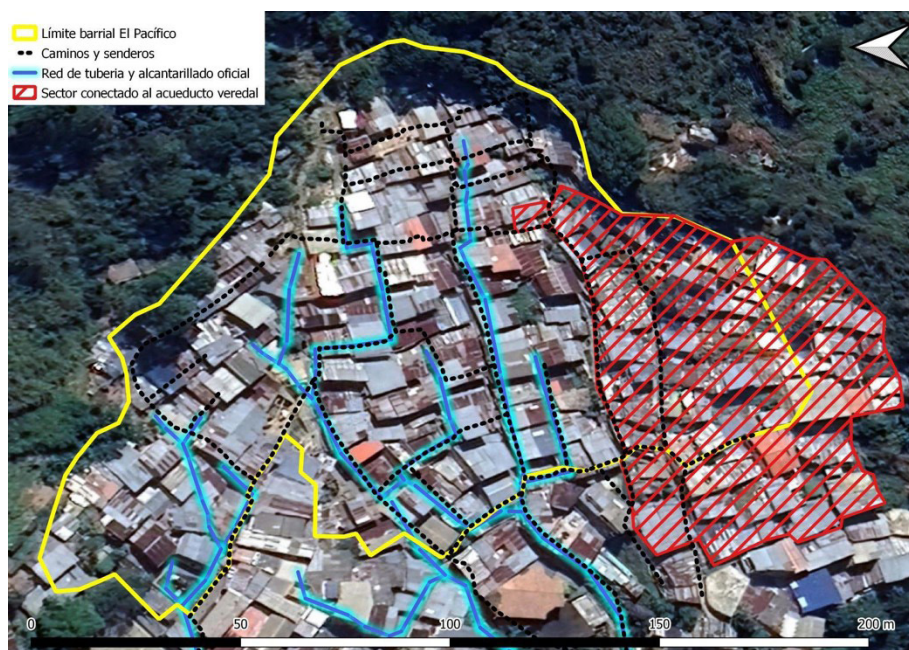 Límite barrial El Pacífico
Caminos y senderos
Red de tuberia y alcantarillado oficial
Sector conectado al acueducto veredal
0 50 100 150 200 m